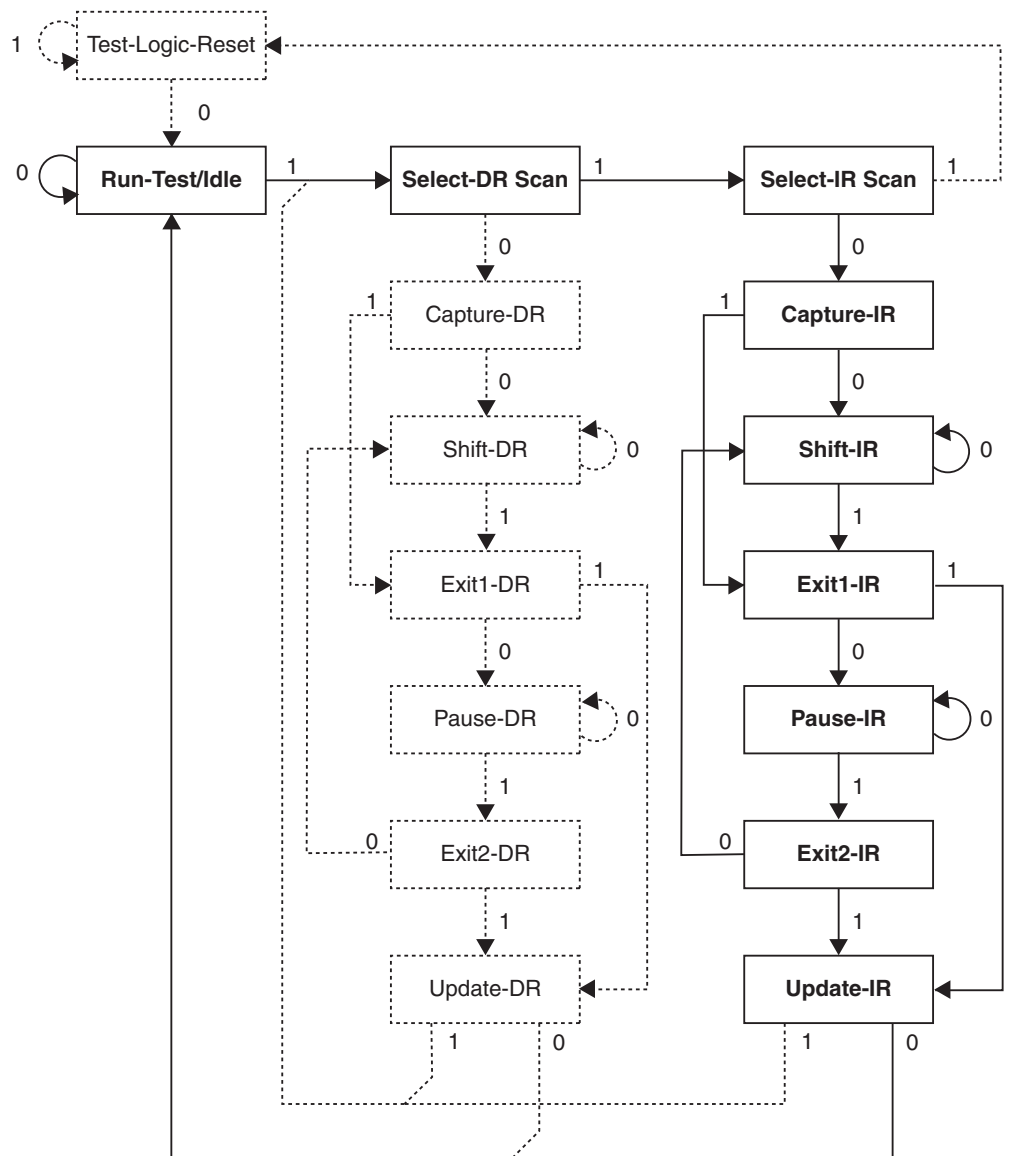 1 Test-Logic-Reset
0
0 Run-Test/Idle 1 Select-DR Scan 1 Select-IR Scan 1
0 0
1 Capture-DR 1 Capture-IR
0 0
Shift-DR 0 Shift-IR 0
1 1
Exit1-DR 1 Exit1-IR 1
0 0
Pause-DR 0 Pause-IR 0
1 1
0 Exit2-DR 0 Exit2-IR
1 1
Update-DR Update-IR
1 0 1 0